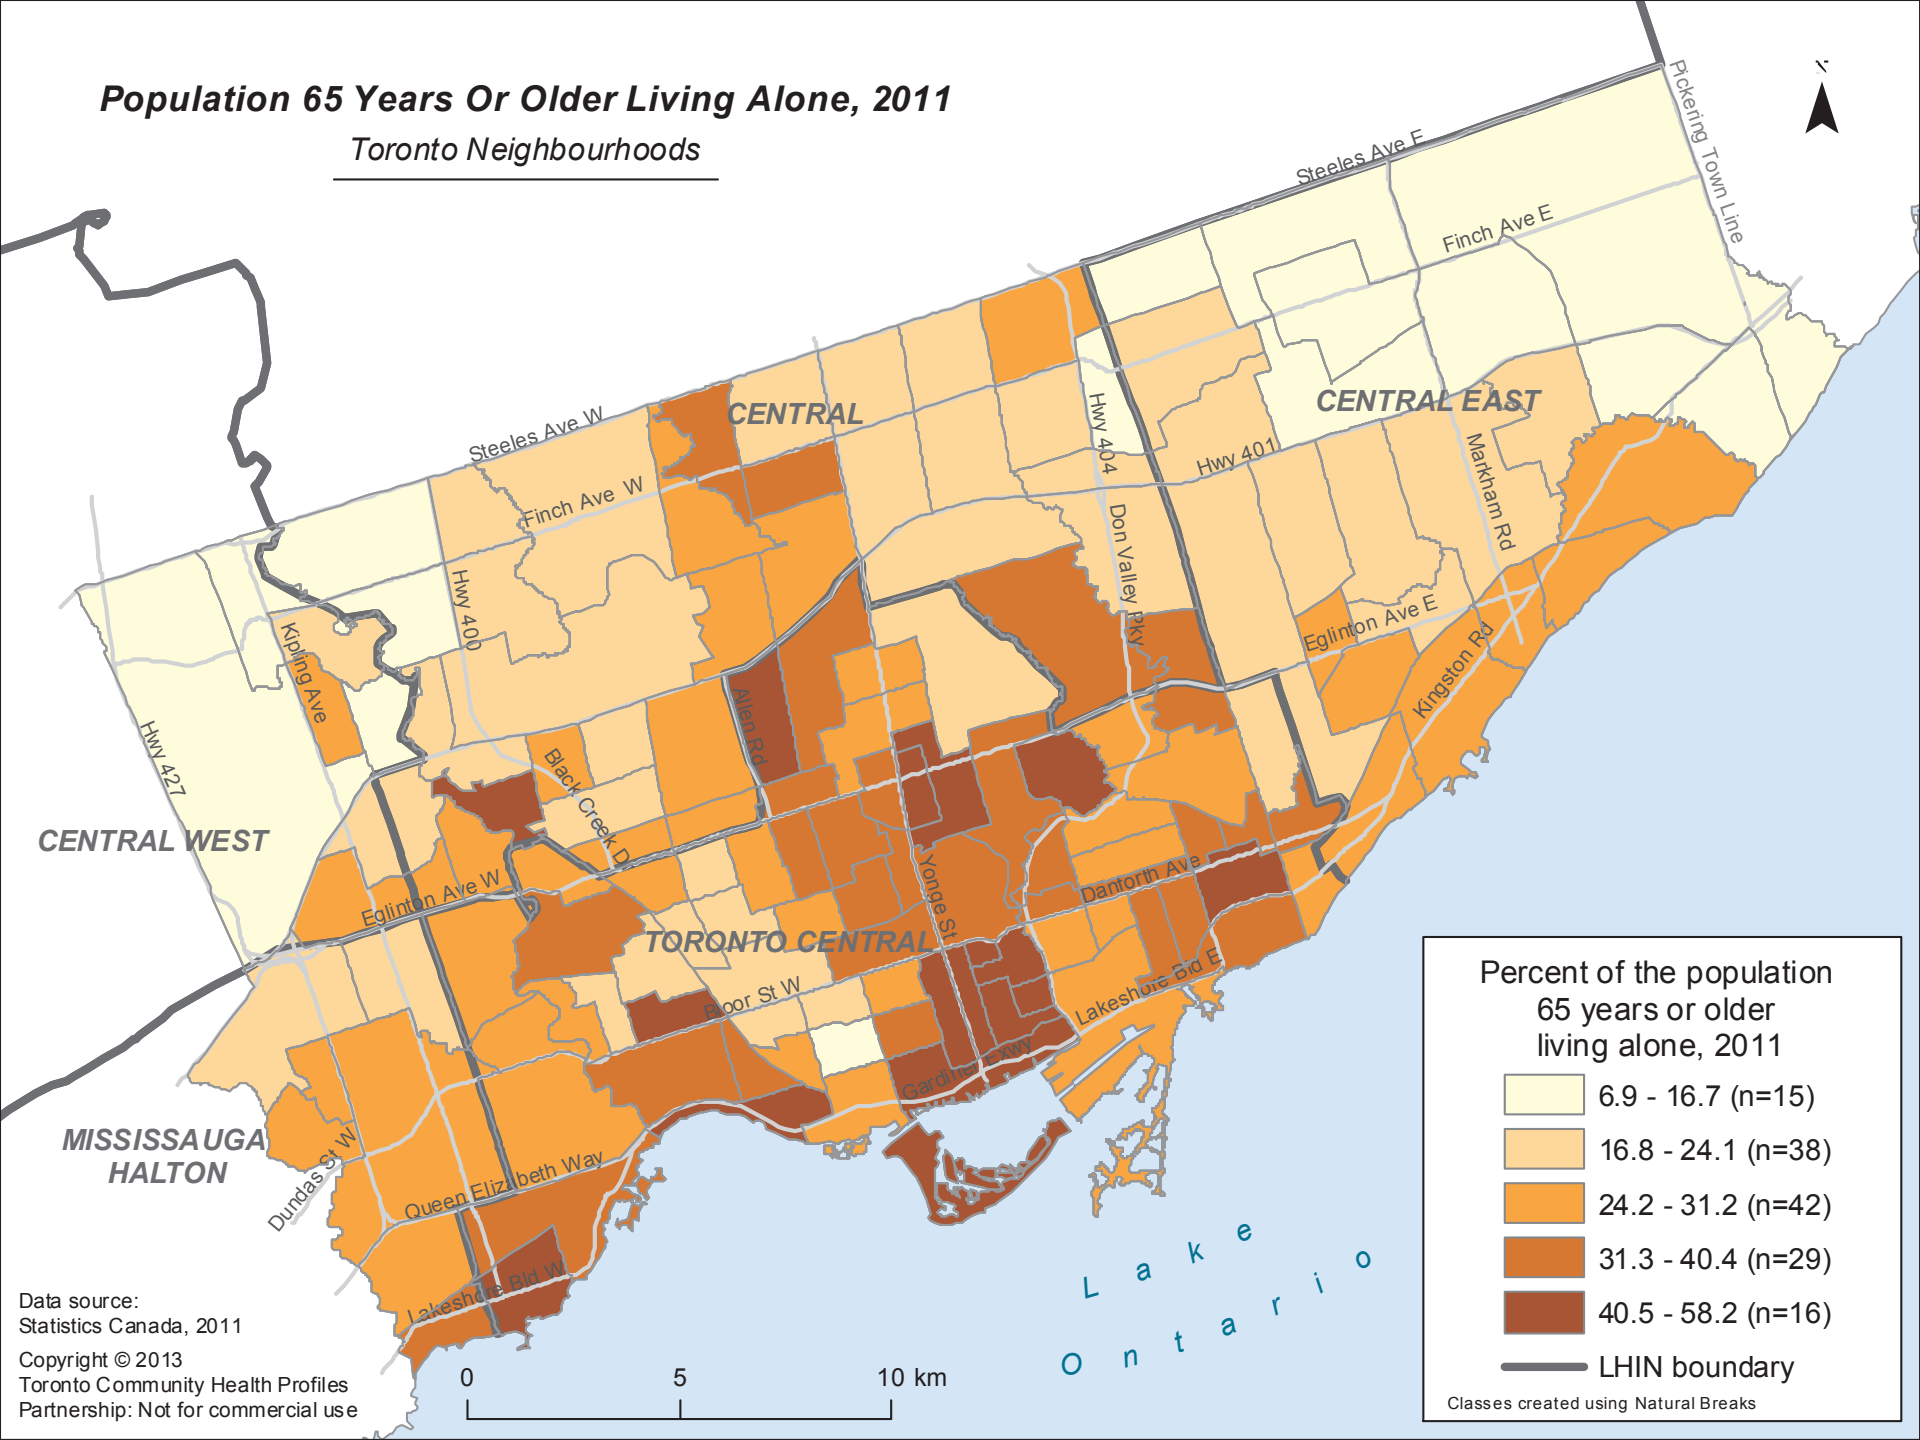 Population 65 Years Or Older Living Alone, 2011
Toronto Neighbourhoods
N
Pickering Town Line
Steeles Ave E
Finch Ave E
CENTRAL EAST
CENTRAL
Steeles Ave W
Finch Ave W
Hwy 404
Hwy 401
Markham Rd
Don Valley Pky
Hwy 400
Kipling Ave
Eglinton Ave E
Kingston Rd
Hwy 427
Allen Rd
Black Creek D
CENTRAL WEST
Eglinton Ave W
Yonge St
Danforth Ave
TORONTO CENTRAL
Bloor St W
Lakeshore Bld E
Gardiner Exwy
MISSISSAUGA
HALTON
Dundas St W
Queen Elizabeth Way
Lakeshore Bld W
Lake
Ontario
Data source:
Statistics Canada, 2011
Copyright © 2013
Toronto Community Health Profiles
Partnership: Not for commercial use
0 5 10 km
Percent of the population
65 years or older
living alone, 2011
6.9 - 16.7 (n=15)
16.8 - 24.1 (n=38)
24.2 - 31.2 (n=42)
31.3 - 40.4 (n=29)
40.5 - 58.2 (n=16)
LHIN boundary
Classes created using Natural Breaks